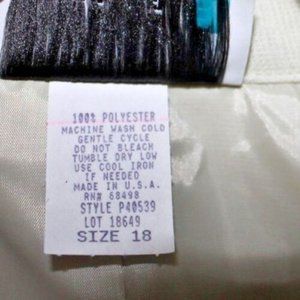 100% POLYESTER
MACHINE WASH COLD
GENTLE CYCLE
DO NOT BLEACH
TUMBLE DRY LOW
USE COOL IRON
IF NEEDED
MADE IN U.S.A.
RN# 68498
STYLE P40539
LOT 18649
SIZE 18